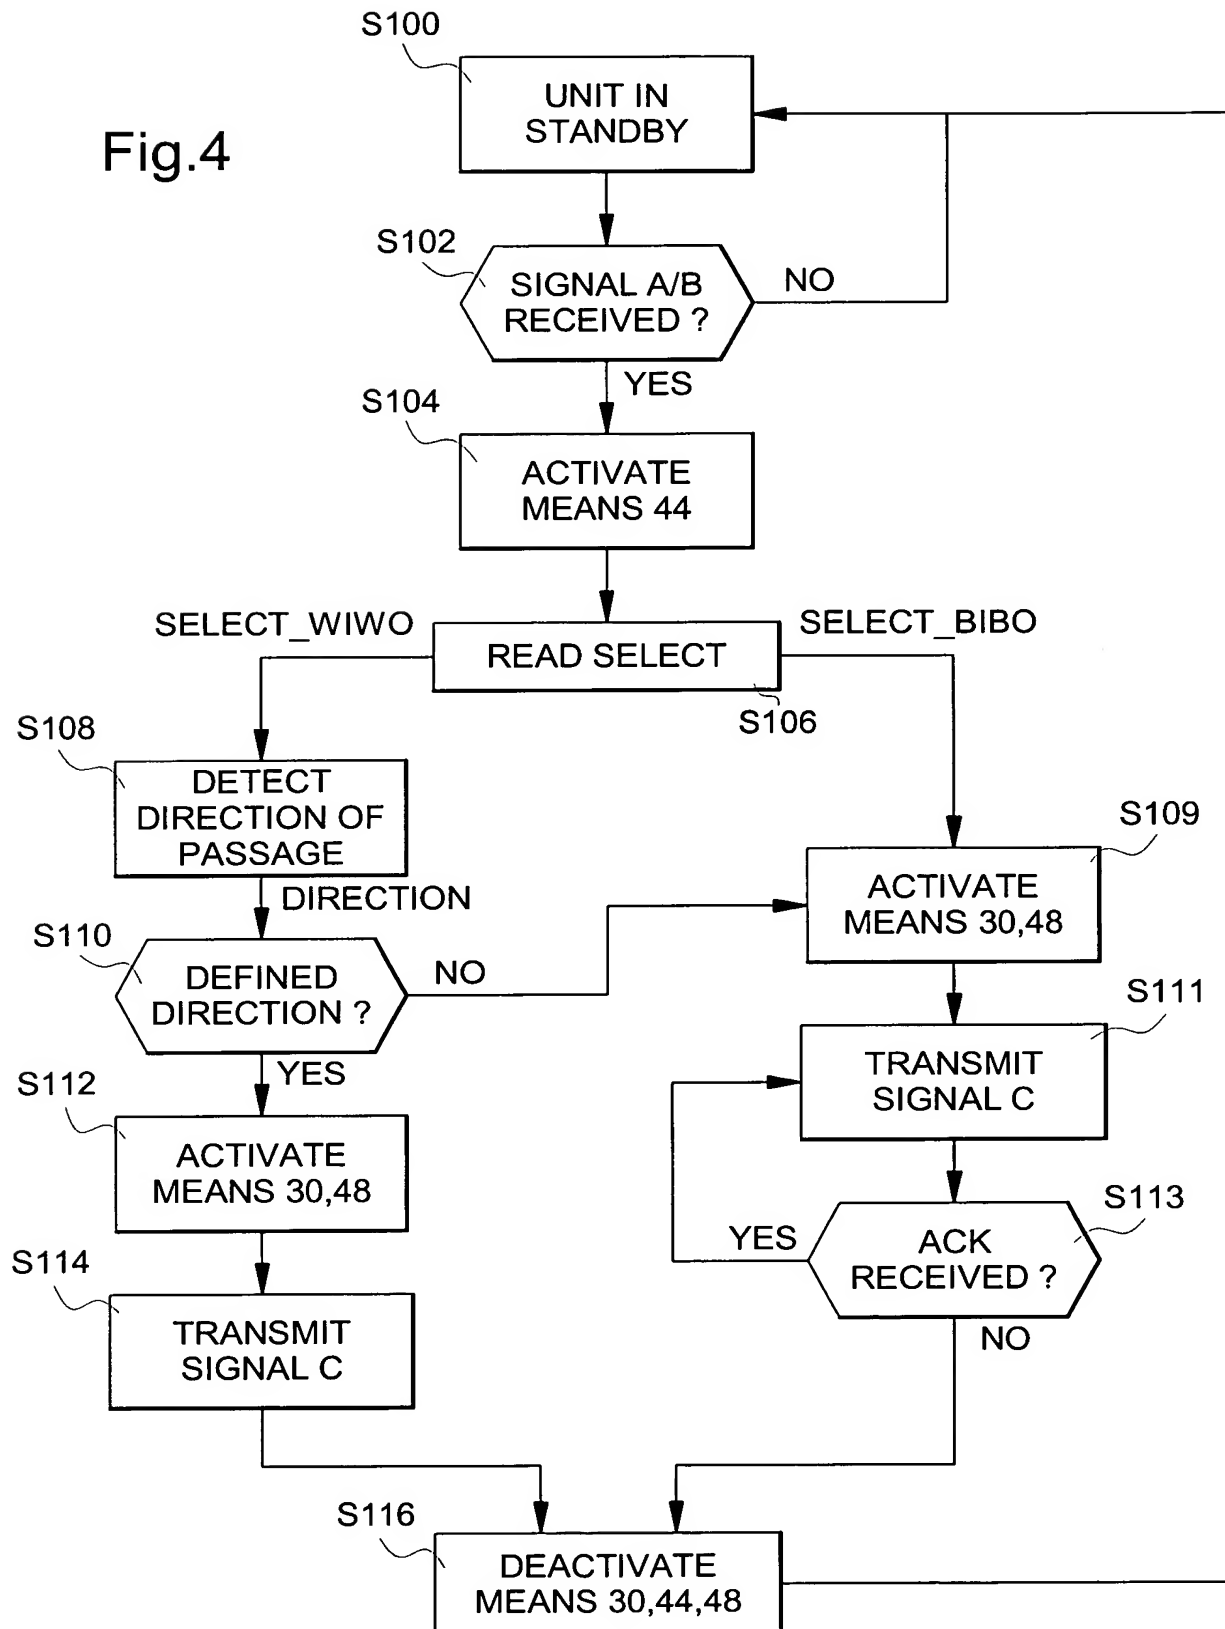 S100
UNIT IN
STANDBY
Fig.4
S102
SIGNAL A/B
RECEIVED ?
NO
YES
S104
ACTIVATE
MEANS 44
SELECT_WIWO
READ SELECT
SELECT_BIBO
S106
S108
DETECT
DIRECTION OF
PASSAGE
DIRECTION
S109
ACTIVATE
MEANS 30,48
S110
DEFINED
DIRECTION ?
NO
YES
S111
TRANSMIT
SIGNAL C
S112
ACTIVATE
MEANS 30,48
S113
ACK
RECEIVED ?
YES
NO
S114
TRANSMIT
SIGNAL C
S116
DEACTIVATE
MEANS 30,44,48